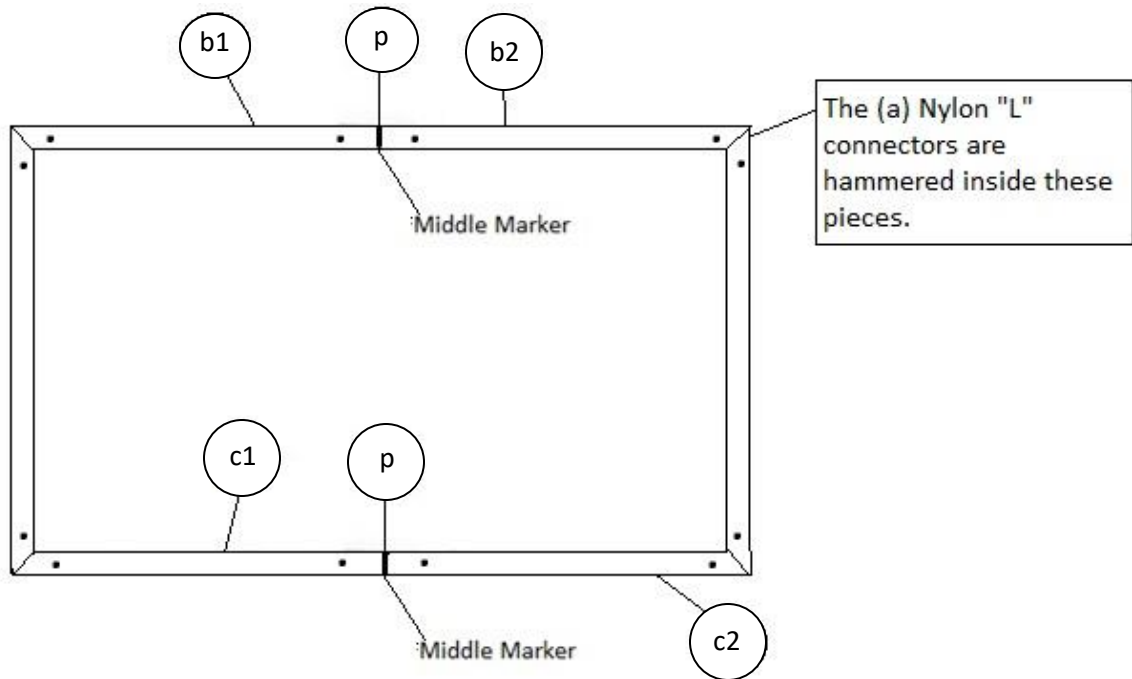 b1
p
b2
The (a) Nylon "L"
connectors are
hammered inside these
pieces.
Middle Marker
c1
p
c2
Middle Marker